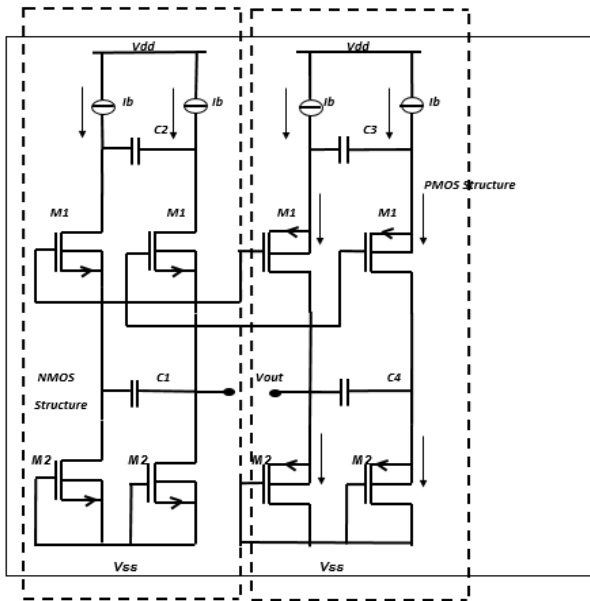 Vdd
Vdd
Ib
Ib
Ib
Ib
C2
C3
PMOS Structure
M1
M1
M1
M1
NMOS
Structure
C1
Vout
C4
M2
M2
M2
M2
Vss
Vss